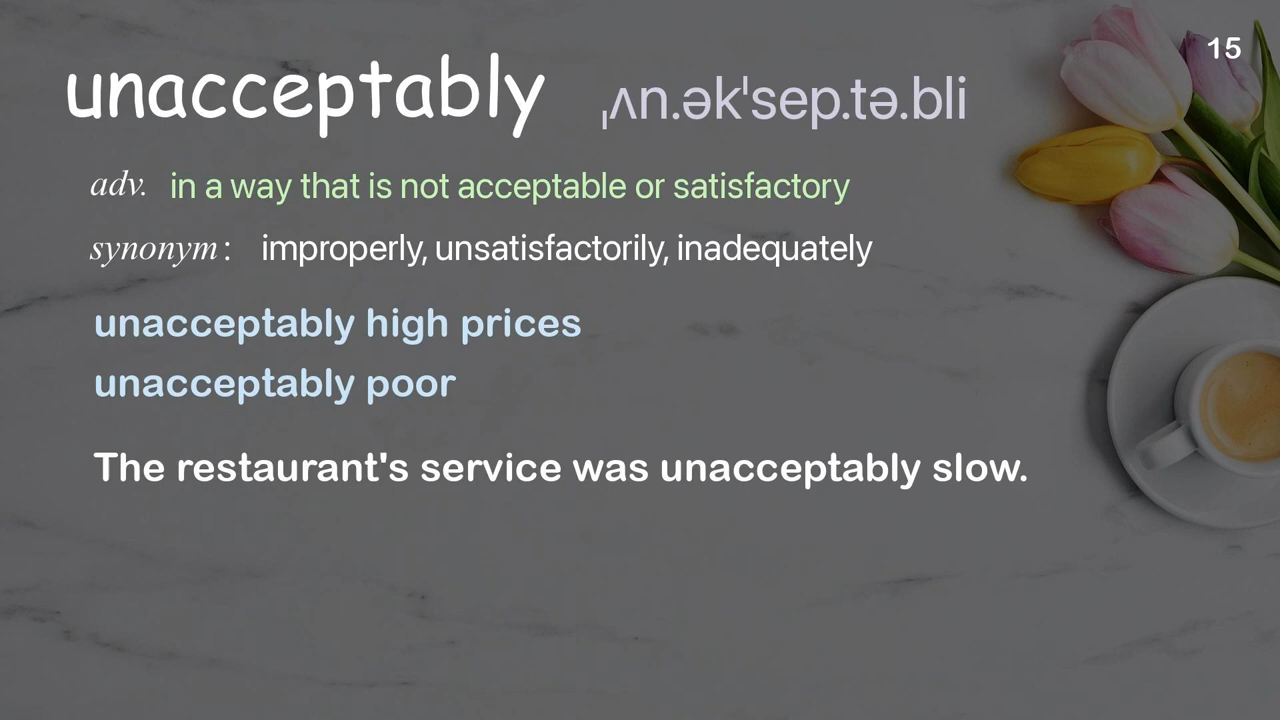 15
unacceptably ˌʌn.əkˈsep.tə.bli
adv. in a way that is not acceptable or satisfactory
synonym: improperly, unsatisfactorily, inadequately
unacceptably high prices
unacceptably poor
The restaurant's service was unacceptably slow.